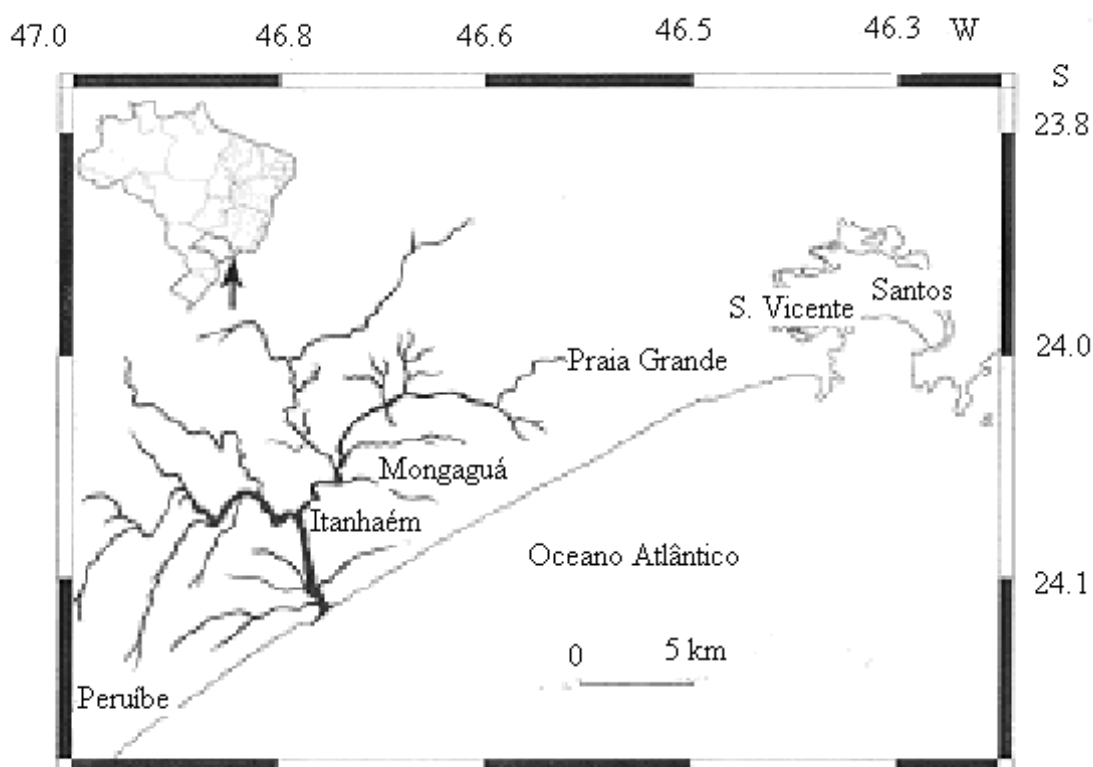 47.0 46.8 46.6 46.5 46.3 W
S
23.8
Santos
S. Vicente
24.0
Praia Grande
Mongaguá
Itanhaém
Oceano Atlântico
24.1
0 5 km
Peruíbe